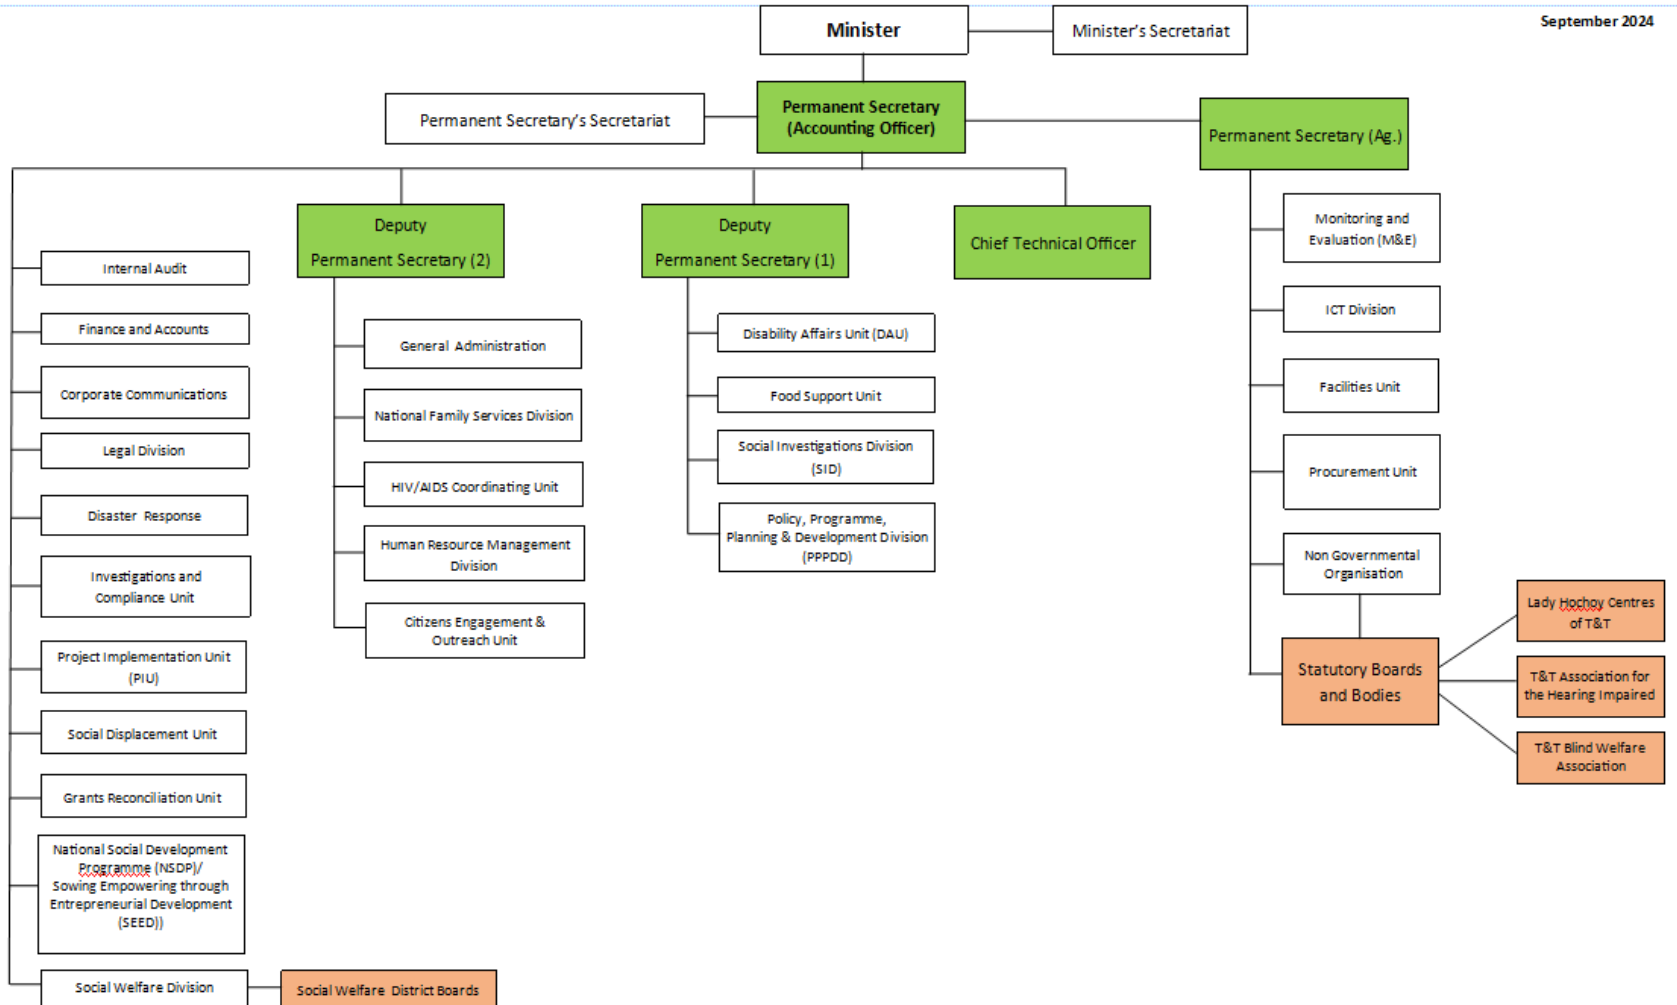 September 2024
Minister
Minister's Secretariat
Permanent Secretary's Secretariat
Permanent Secretary
(Accounting Officer)
Permanent Secretary (Ag.)
Internal Audit
Finance and Accounts
Corporate Communications
Legal Division
Disaster Response
Investigations and
Compliance Unit
Project Implementation Unit
(PIU)
Social Displacement Unit
Grants Reconciliation Unit
National Social Development
Programme (NSDP)/
Sowing Empowering through
Entrepreneurial Development
(SEED))
Social Welfare Division
Social Welfare District Boards
Deputy
Permanent Secretary (2)
General Administration
National Family Services Division
HIV/AIDS Coordinating Unit
Human Resource Management
Division
Citizens Engagement &
Outreach Unit
Deputy
Permanent Secretary (1)
Disability Affairs Unit (DAU)
Food Support Unit
Social Investigations Division
(SID)
Policy, Programme,
Planning & Development Division
(PPPDD)
Chief Technical Officer
Monitoring and
Evaluation (M&E)
ICT Division
Facilities Unit
Procurement Unit
Non Governmental
Organisation
Statutory Boards
and Bodies
Lady Hochoy Centres
of T&T
T&T Association for
the Hearing Impaired
T&T Blind Welfare
Association